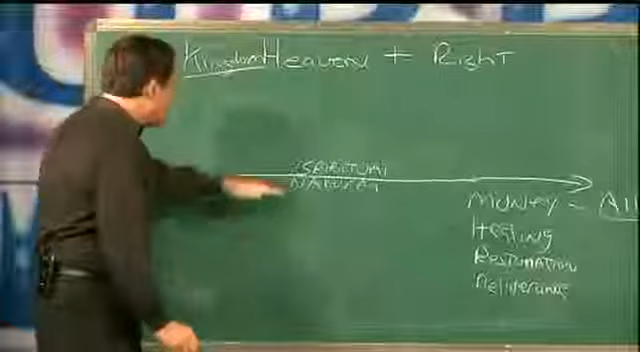 Kingdom Heaven + Right
SPIRITUAL
NATURAL
MONEY - All
Healing
Restoration
Deliverance